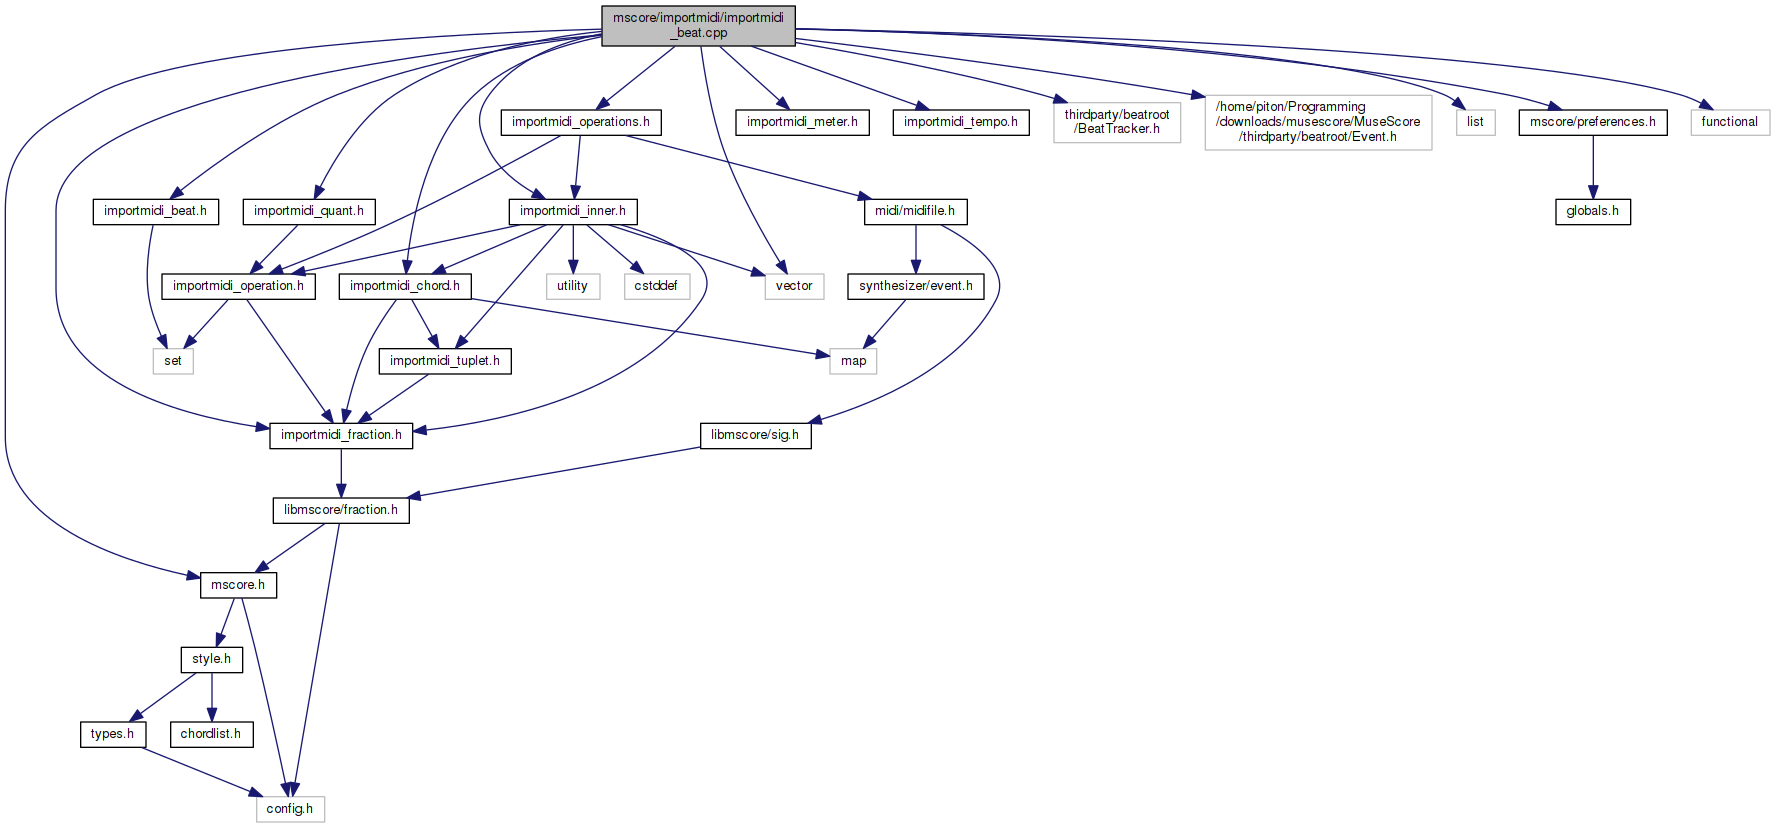 mscore/importmidi/importmidi
_beat.cpp
importmidi_operations.h
importmidi_meter.h
importmidi_tempo.h
thirdparty/beatroot
/BeatTracker.h
/home/piton/Programming
/downloads/musescore/MuseScore
/thirdparty/beatroot/Event.h
list
mscore/preferences.h
functional
importmidi_beat.h
importmidi_quant.h
importmidi_inner.h
midi/midifile.h
globals.h
importmidi_operation.h
importmidi_chord.h
utility
cstddef
vector
synthesizer/event.h
set
importmidi_tuplet.h
map
importmidi_fraction.h
libmscore/sig.h
libmscore/fraction.h
mscore.h
style.h
types.h
chordlist.h
config.h